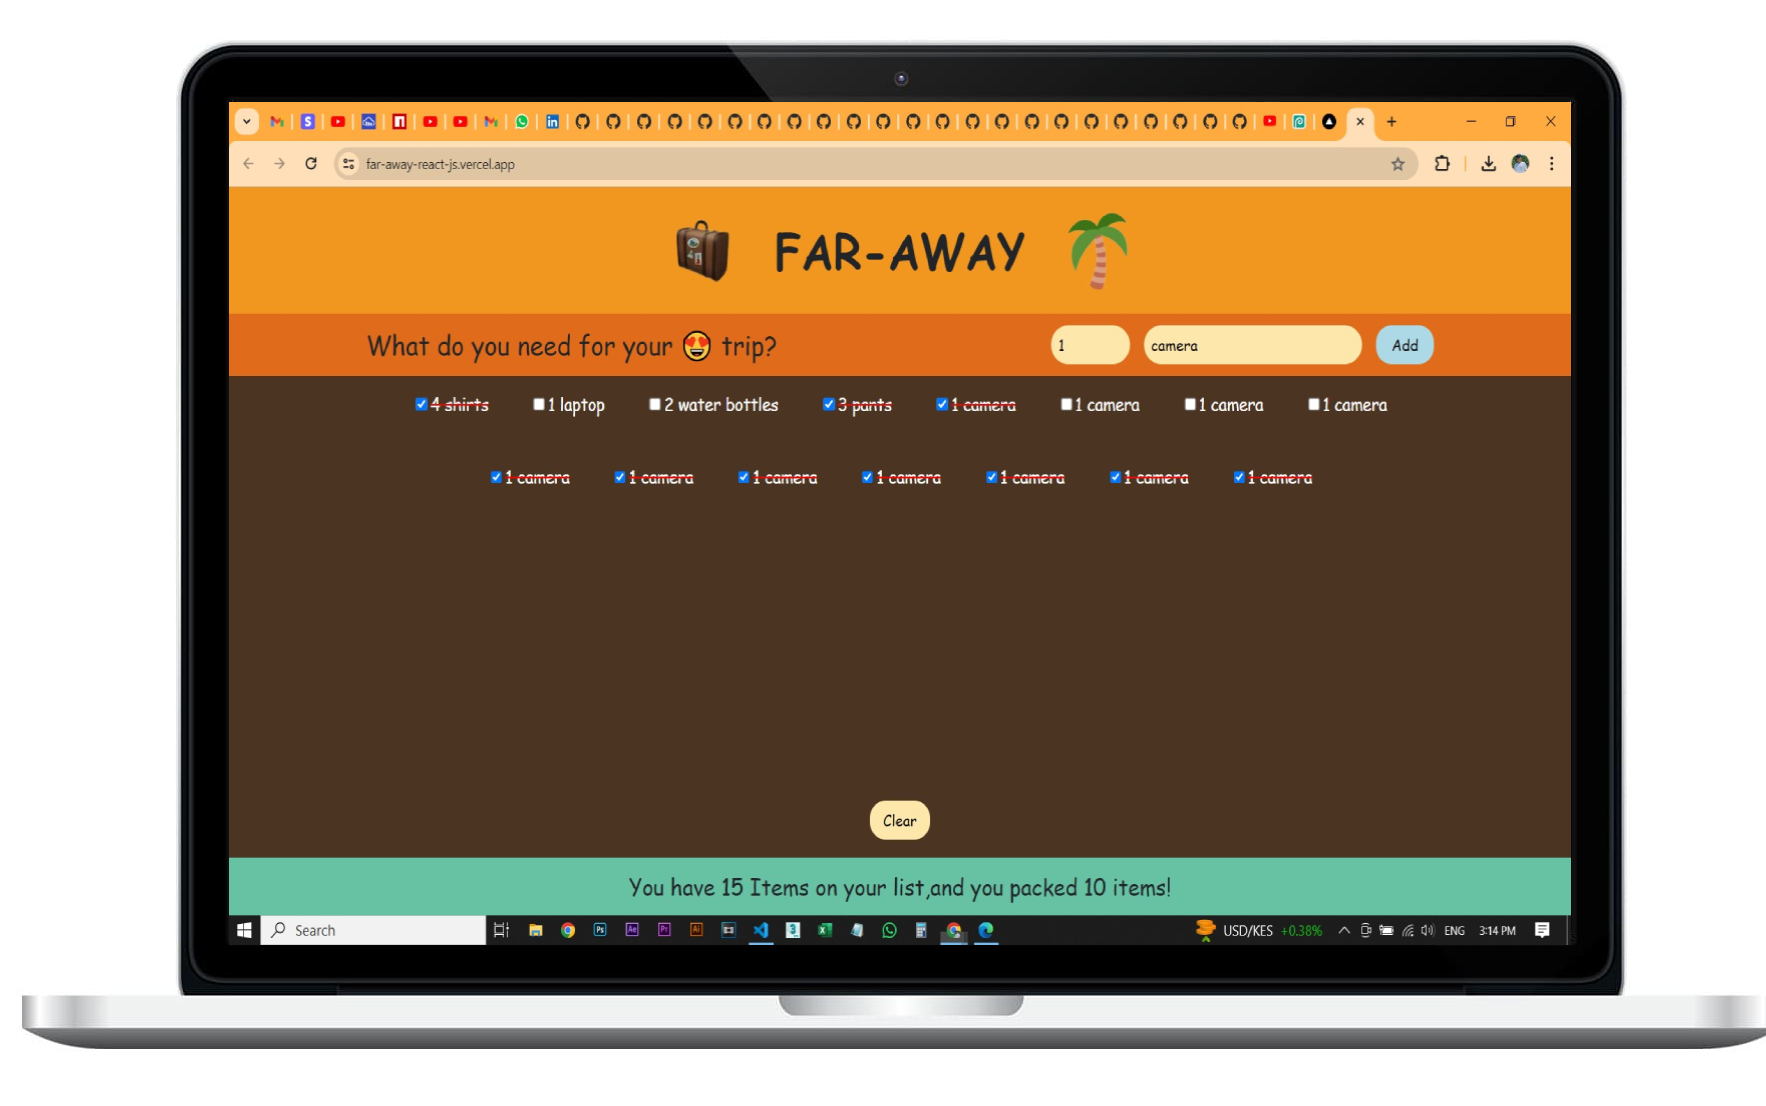 far-away-react-js.vercel.app
FAR-AWAY
What do you need for your 😍 trip? 1 camera Add
4 shirts 1 laptop 2 water bottles 3 pants 1 camera 1 camera 1 camera 1 camera
1 camera 1 camera 1 camera 1 camera 1 camera 1 camera 1 camera
Clear
You have 15 Items on your list,and you packed 10 items!
Search USD/KES +0.38% ENG 3:14 PM